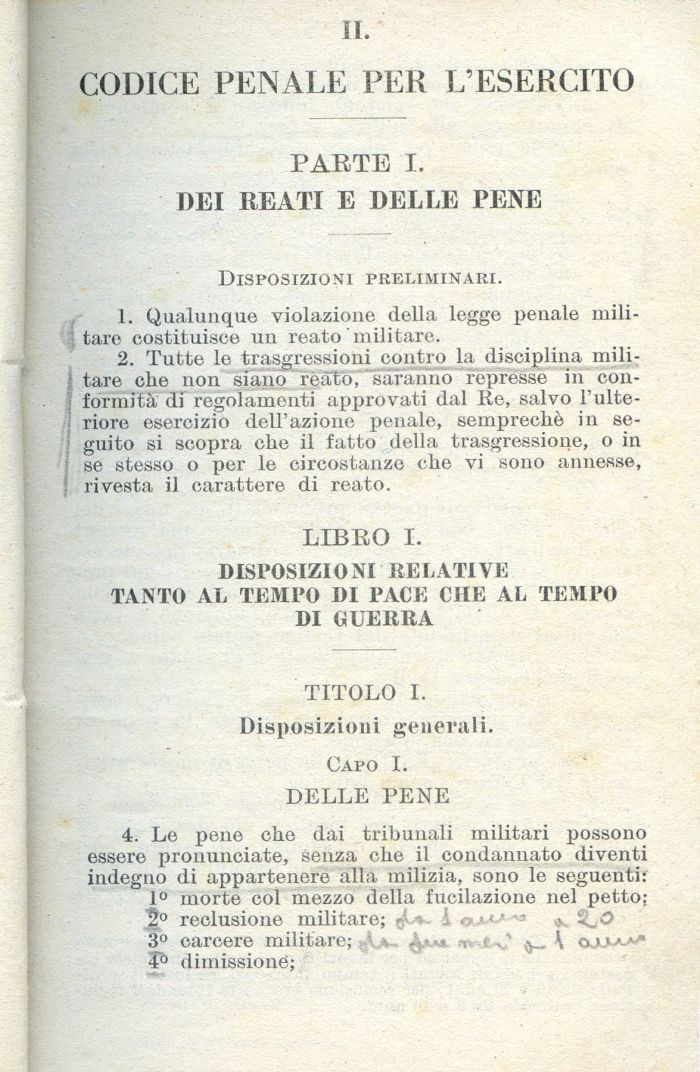 II.
CODICE PENALE PER L'ESERCITO
PARTE I.
DEI REATI E DELLE PENE
DISPOSIZIONI PRELIMINARI.
1. Qualunque violazione della legge penale mili-
tare costituisce un reato militare.
2. Tutte le trasgressioni contro la disciplina mili-
tare che non siano reato, saranno represse in con-
formità di regolamenti approvati dal Re, salvo l'ulte-
riore esercizio dell'azione penale, semprechè in se-
guito si scopra che il fatto della trasgressione, o in
se stesso o per le circostanze che vi sono annesse,
rivesta il carattere di reato.
LIBRO I.
DISPOSIZIONI RELATIVE
TANTO AL TEMPO DI PACE CHE AL TEMPO
DI GUERRA
TITOLO I.
Disposizioni generali.
CAPO I.
DELLE PENE
4. Le pene che dai tribunali militari possono
essere pronunciate, senza che il condannato diventi
indegno di appartenere alla milizia, sono le seguenti:
1º morte col mezzo della fucilazione nel petto;
2º reclusione militare; da 1 anno a 20
3º carcere militare; da due mesi a 1 anno
4º dimissione;